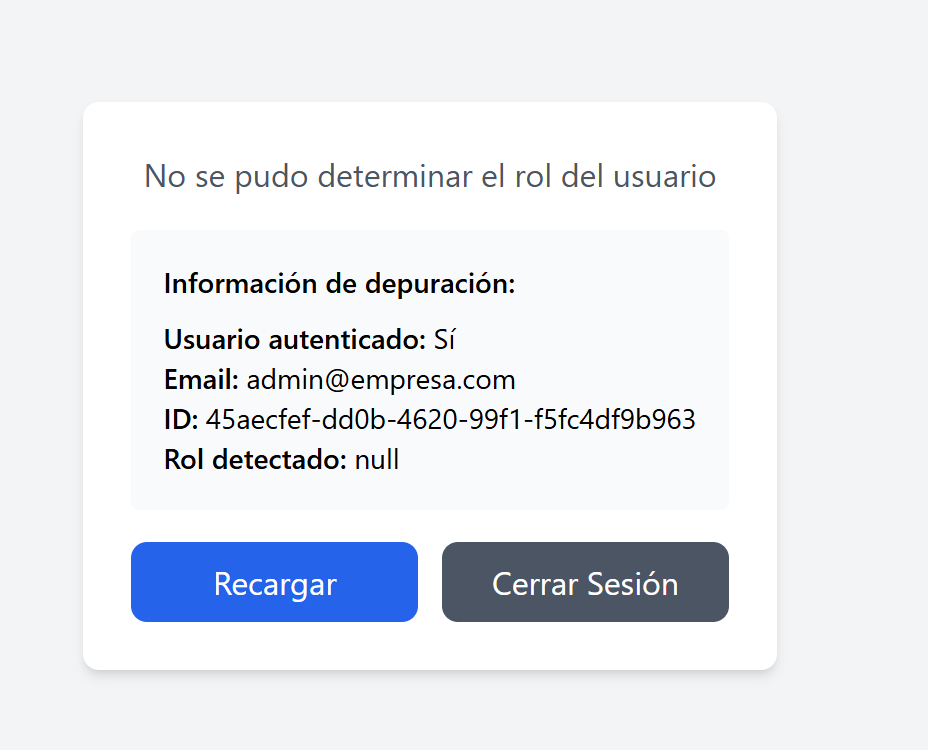 No se pudo determinar el rol del usuario
Información de depuración:
Usuario autenticado: Sí
Email: admin@empresa.com
ID: 45aecfef-dd0b-4620-99f1-f5fc4df9b963
Rol detectado: null
Recargar
Cerrar Sesión